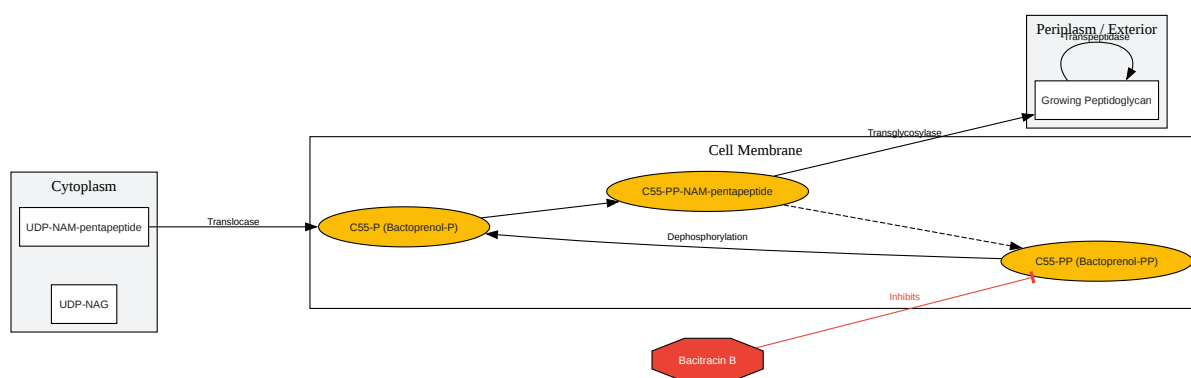 Periplasm / Exterior
Transpeptidase
Growing Peptidoglycan
Transglycosylase
Cell Membrane
Cytoplasm
C55-PP-NAM-pentapeptide
UDP-NAM-pentapeptide
Translocase
C55-P (Bactoprenol-P)
Dephosphorylation
C55-PP (Bactoprenol-PP)
UDP-NAG
Inhibits
Bacitracin B